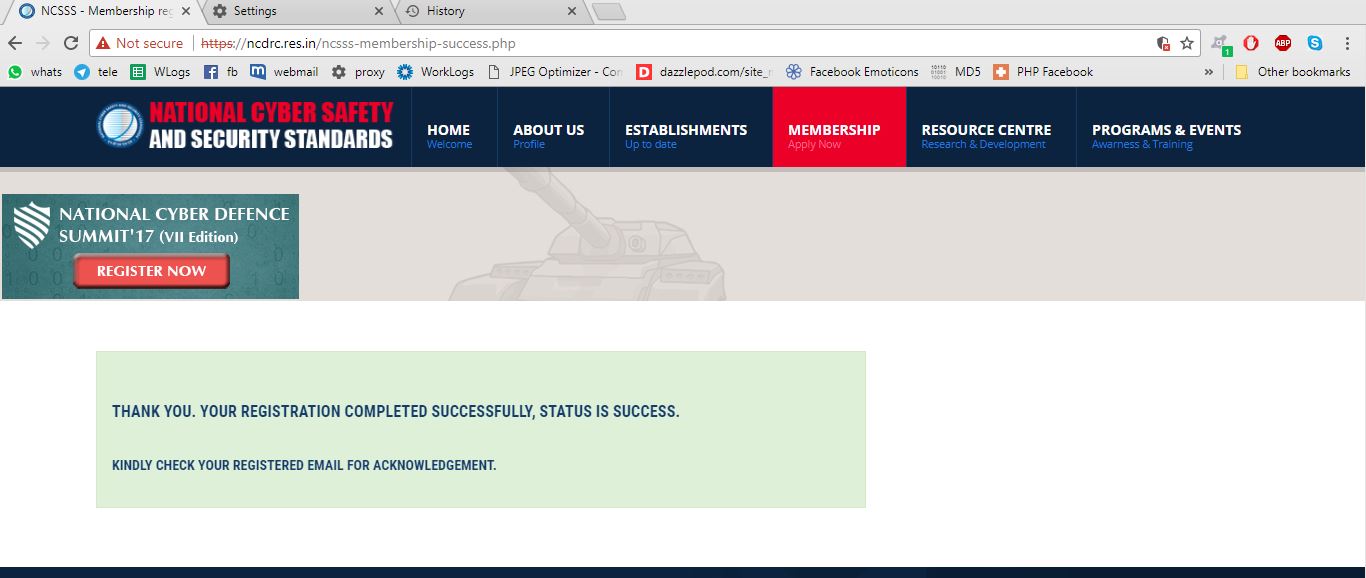 NCSSS - Membership reg
Settings
History
Not secure
https://ncdrc.res.in/ncsss-membership-success.php
1
ABP
whats
tele
WLogs
fb
webmail
proxy
WorkLogs
JPEG Optimizer - Con
dazzlepod.com/site_r
Facebook Emoticons
MD5
PHP Facebook
»
Other bookmarks
NATIONAL CYBER SAFETY
AND SECURITY STANDARDS
HOME
Welcome
ABOUT US
Profile
ESTABLISHMENTS
Up to date
MEMBERSHIP
Apply Now
RESOURCE CENTRE
Research & Development
PROGRAMS & EVENTS
Awarness & Training
NATIONAL CYBER DEFENCE
SUMMIT'17 (VII Edition)
REGISTER NOW
THANK YOU. YOUR REGISTRATION COMPLETED SUCCESSFULLY, STATUS IS SUCCESS.
KINDLY CHECK YOUR REGISTERED EMAIL FOR ACKNOWLEDGEMENT.